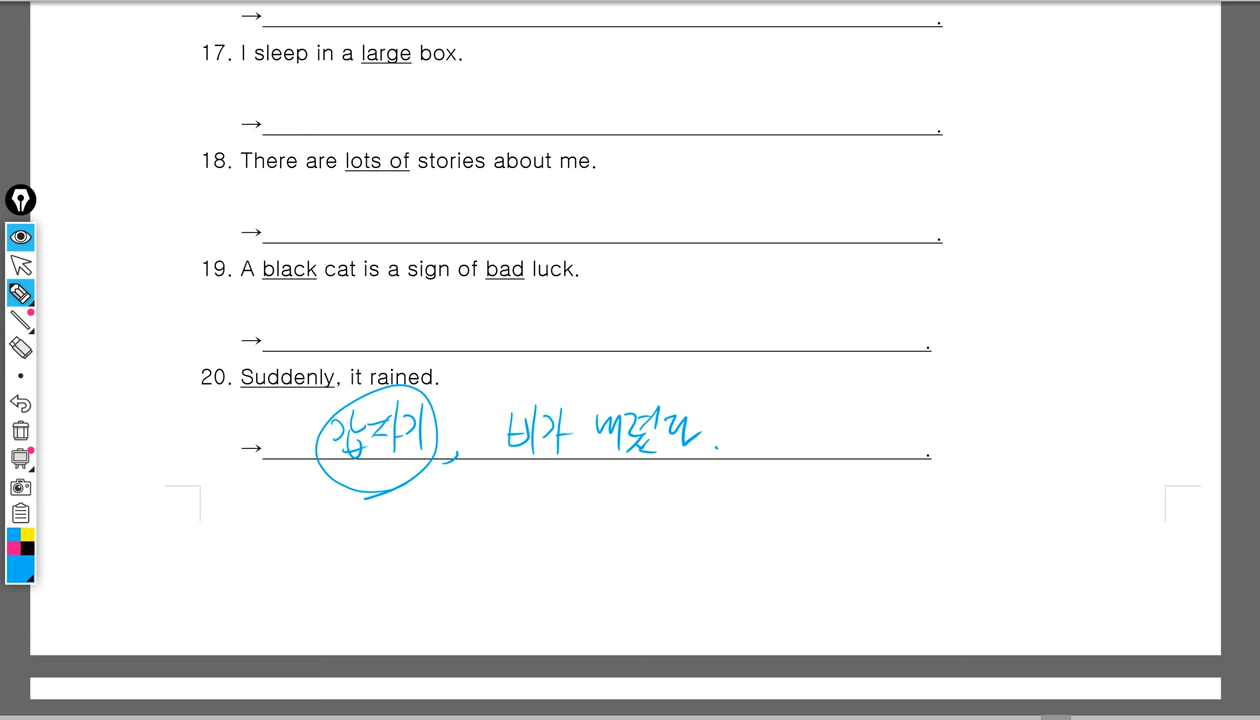 → .
17. I sleep in a large box.
→ .
18. There are lots of stories about me.
→ .
19. A black cat is a sign of bad luck.
→ .
20. Suddenly, it rained.
→ 갑자기, 비가 내렸다. .